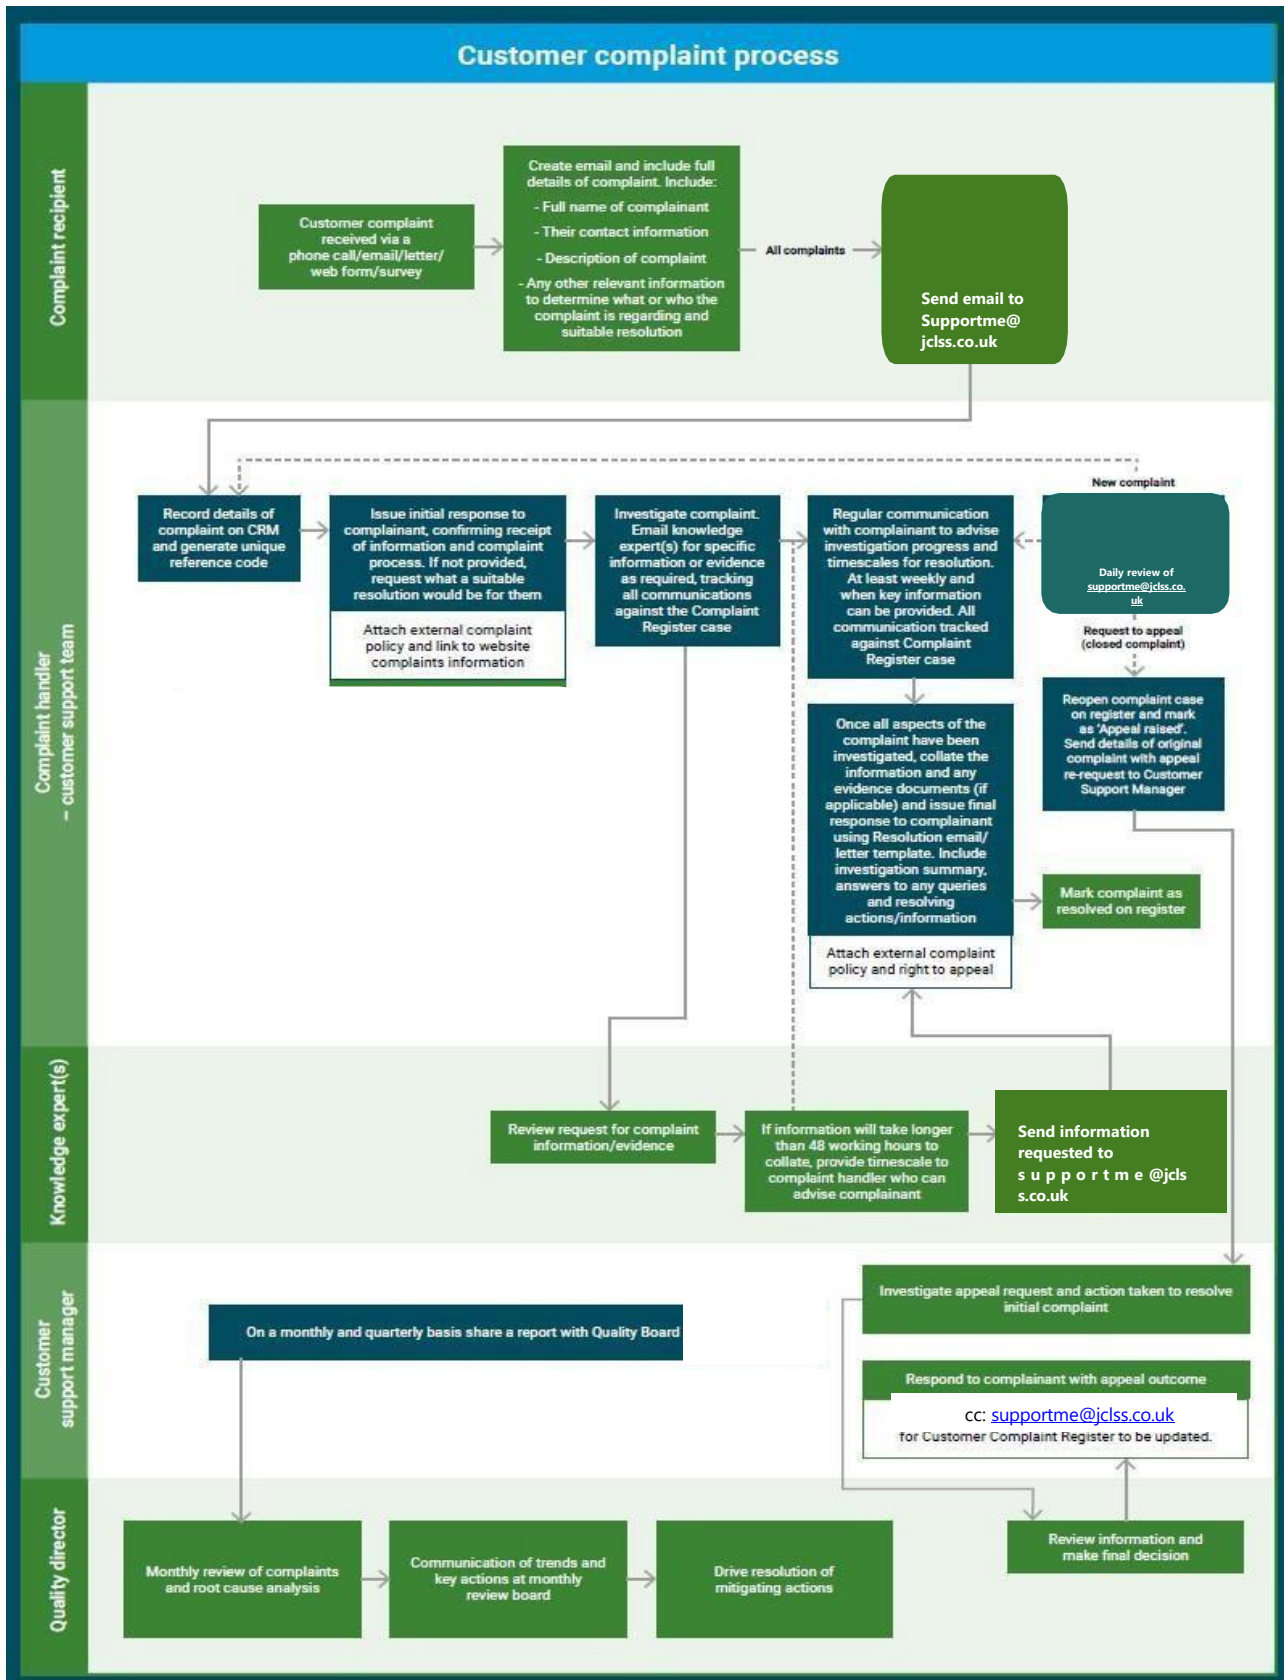 Customer complaint process
Complaint recipient
Customer complaint
received via a
phone call/email/letter/
web form/survey
Create email and include full
details of complaint. Include:
- Full name of complainant
- Their contact information
- Description of complaint
- Any other relevant information
to determine what or who the
complaint is regarding and
suitable resolution
All complaints
Send email to
Supportme@
jclss.co.uk
Complaint handler
– customer support team
New complaint
Record details of
complaint on CRM
and generate unique
reference code
Issue initial response to
complainant, confirming receipt
of information and complaint
process. If not provided,
request what a suitable
resolution would be for them
Attach external complaint
policy and link to website
complaints information
Investigate complaint.
Email knowledge
expert(s) for specific
information or evidence
as required, tracking
all communications
against the Complaint
Register case
Regular communication
with complainant to advise
investigation progress and
timescales for resolution.
At least weekly and
when key information
can be provided. All
communication tracked
against Complaint
Register case
Daily review of
supportme@jclss.co.
uk
Request to appeal
(closed complaint)
Reopen complaint case
on register and mark
as 'Appeal raised'.
Send details of original
complaint with appeal
re-request to Customer
Support Manager
Once all aspects of the
complaint have been
investigated, collate the
information and any
evidence documents (if
applicable) and issue final
response to complainant
using Resolution email/
letter template. Include
investigation summary,
answers to any queries
and resolving
actions/information
Attach external complaint
policy and right to appeal
Mark complaint as
resolved on register
Knowledge expert(s)
Review request for complaint
information/evidence
If information will take longer
than 48 working hours to
collate, provide timescale to
complaint handler who can
advise complainant
Send information
requested to
s u p p o r t m e @jcls
s.co.uk
Customer
support manager
On a monthly and quarterly basis share a report with Quality Board
Investigate appeal request and action taken to resolve
initial complaint
Respond to complainant with appeal outcome
cc: supportme@jclss.co.uk
for Customer Complaint Register to be updated.
Quality director
Monthly review of complaints
and root cause analysis
Communication of trends and
key actions at monthly
review board
Drive resolution of
mitigating actions
Review information and
make final decision